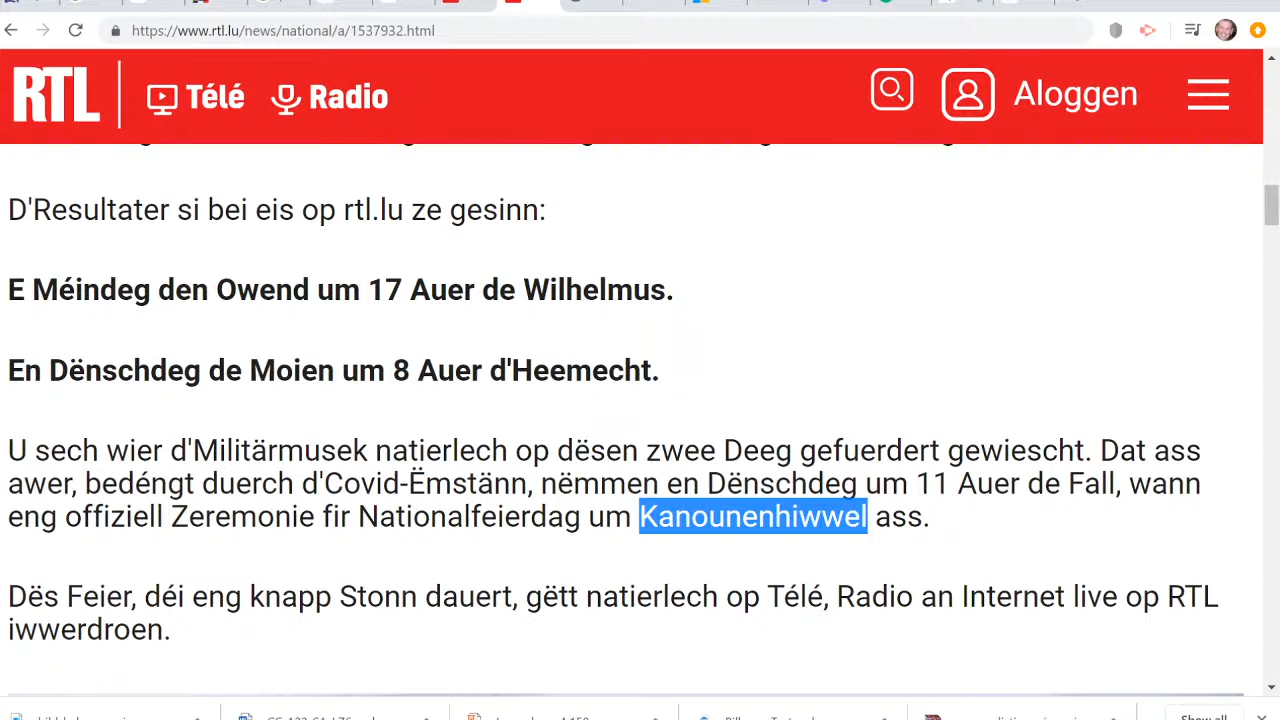 https://www.rtl.lu/news/national/a/1537932.html
RTL Télé Radio Aloggen
D'Resultater si bei eis op rtl.lu ze gesinn:
E Méindeg den Owend um 17 Auer de Wilhelmus.
En Dënschdeg de Moien um 8 Auer d'Heemecht.
U sech wier d'Militärmusek natierlech op dësen zwee Deeg gefuerdert gewiescht. Dat ass
awer, bedéngt duerch d'Covid-Ëmstänn, nëmmen en Dënschdeg um 11 Auer de Fall, wann
eng offiziell Zeremonie fir Nationalfeierdag um Kanounenhiwwel ass.
Dës Feier, déi eng knapp Stonn dauert, gëtt natierlech op Télé, Radio an Internet live op RTL
iwwerdroen.